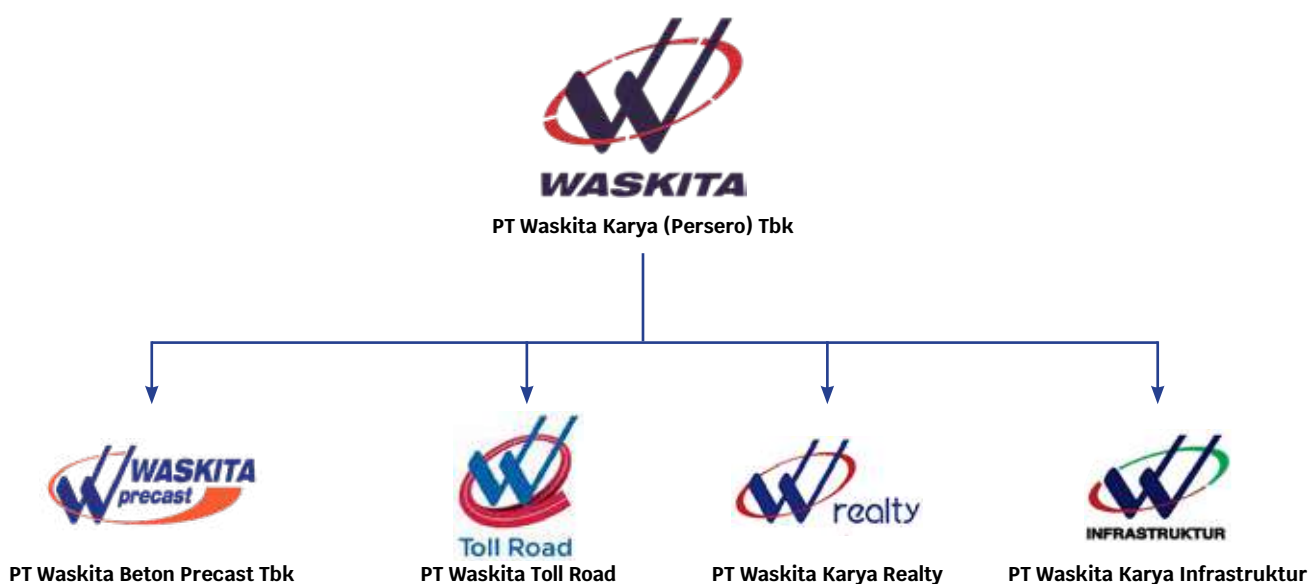 WASKITA
PT Waskita Karya (Persero) Tbk
WASKITA
precast
Toll Road
realty
INFRASTRUKTUR
PT Waskita Beton Precast Tbk
PT Waskita Toll Road
PT Waskita Karya Realty
PT Waskita Karya Infrastruktur